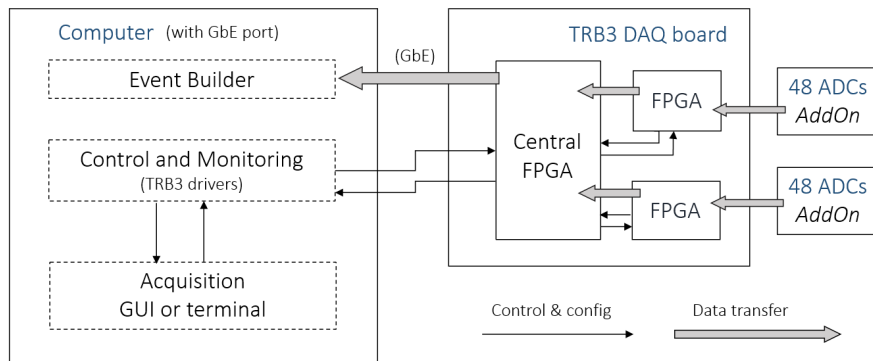 Computer (with GbE port)
Event Builder
Control and Monitoring
(TRB3 drivers)
Acquisition
GUI or terminal
(GbE)
TRB3 DAQ board
Central
FPGA
FPGA
FPGA
48 ADCs
AddOn
48 ADCs
AddOn
Control & config
Data transfer